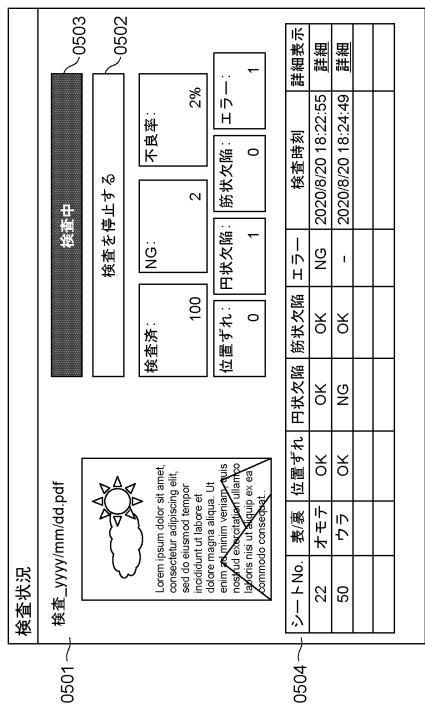 検査状況
検査_yyyy/mm/dd.pdf
0501
Lorem ipsum dolor sit amet,
consectetur adipiscing elit,
sed do eiusmod tempor
incididunt ut labore et
dolore magna aliqua. Ut
enim ad minim veniam, quis
nostrud exercitation ullamco
laboris nisi ut aliquip ex ea
commodo consequat.
検査中
0503
検査を停止する
0502
検査済: 100
NG: 2
不良率: 2%
位置ずれ: 0
円状欠陥: 1
筋状欠陥: 0
エラー: 1
0504
シートNo. 表/裏 位置ずれ 円状欠陥 筋状欠陥 エラー 検査時刻 詳細表示
22 オモテ OK OK OK NG 2020/8/20 18:22:55 詳細
50 ウラ OK NG OK – 2020/8/20 18:24:49 詳細